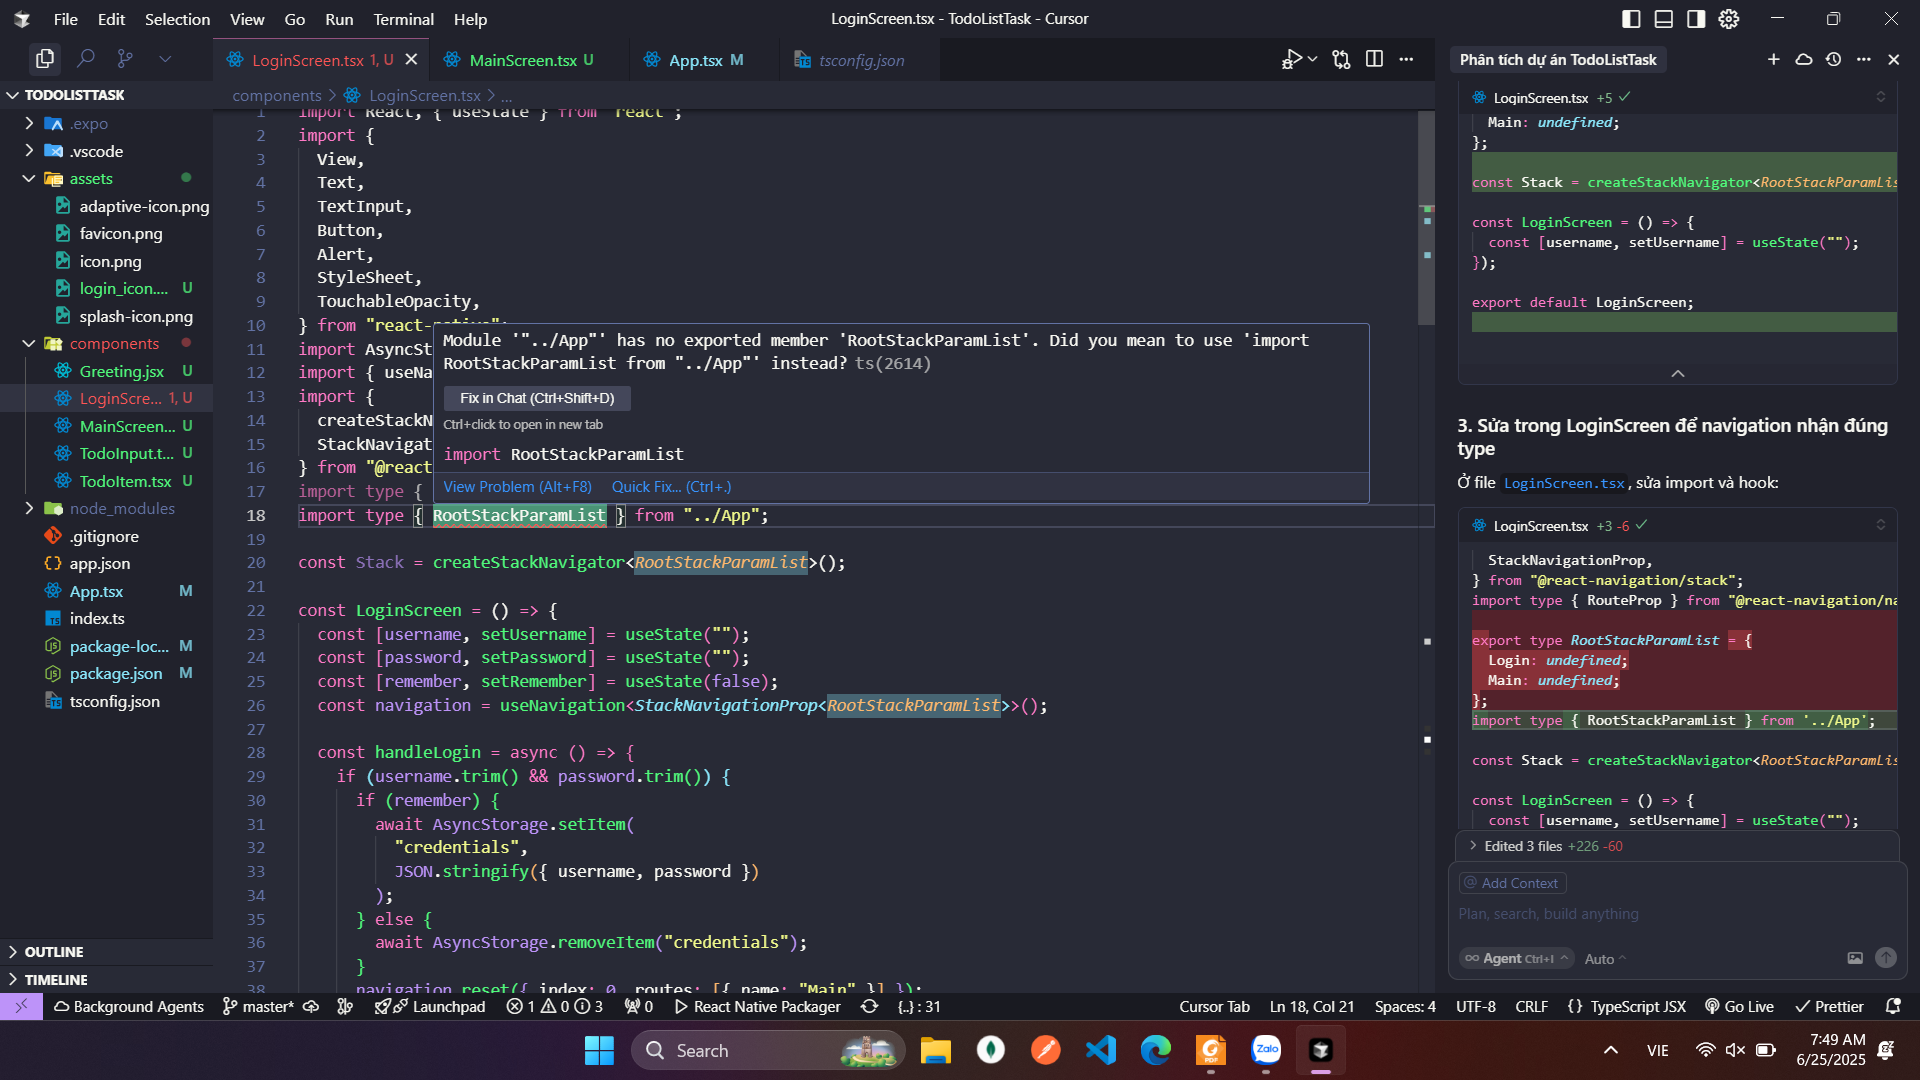 File Edit Selection View Go Run Terminal Help
LoginScreen.tsx - TodoListTask - Cursor
LoginScreen.tsx 1, U
MainScreen.tsx U
App.tsx M
tsconfig.json
components > LoginScreen.tsx > ...
TODOLISTTASK
.expo
.vscode
assets
adaptive-icon.png
favicon.png
icon.png
login_icon.... U
splash-icon.png
components
Greeting.jsx U
LoginScre... 1, U
MainScreen... U
TodoInput.t... U
TodoItem.tsx U
node_modules
.gitignore
app.json
App.tsx M
index.ts
package-loc... M
package.json M
tsconfig.json
OUTLINE
TIMELINE
1 import React, { useState } from "react";
2 import {
3 View,
4 Text,
5 TextInput,
6 Button,
7 Alert,
8 StyleSheet,
9 TouchableOpacity,
10 } from "react-native";
11 import AsyncSt
12 import { useNa
13 import {
14 createStackN
15 StackNavigat
16 } from "@react
17 import type {
18 import type { RootStackParamList } from "../App";
19
20 const Stack = createStackNavigator<RootStackParamList>();
21
22 const LoginScreen = () => {
23 const [username, setUsername] = useState("");
24 const [password, setPassword] = useState("");
25 const [remember, setRemember] = useState(false);
26 const navigation = useNavigation<StackNavigationProp<RootStackParamList>>();
27
28 const handleLogin = async () => {
29 if (username.trim() && password.trim()) {
30 if (remember) {
31 await AsyncStorage.setItem(
32 "credentials",
33 JSON.stringify({ username, password })
34 );
35 } else {
36 await AsyncStorage.removeItem("credentials");
37 }
38 navigation.reset({ index: 0, routes: [{ name: "Main" }] });
Module '"../App"' has no exported member 'RootStackParamList'. Did you mean to use 'import
RootStackParamList from "../App"' instead? ts(2614)
Fix in Chat (Ctrl+Shift+D)
Ctrl+click to open in new tab
import RootStackParamList
View Problem (Alt+F8) Quick Fix... (Ctrl+.)
Phân tích dự án TodoListTask
LoginScreen.tsx +5
Main: undefined;
};
const Stack = createStackNavigator<RootStackParamLis
const LoginScreen = () => {
const [username, setUsername] = useState("");
});
export default LoginScreen;
3. Sửa trong LoginScreen để navigation nhận đúng
type
Ở file LoginScreen.tsx, sửa import và hook:
LoginScreen.tsx +3 -6
StackNavigationProp,
} from "@react-navigation/stack";
import type { RouteProp } from "@react-navigation/na
export type RootStackParamList = {
Login: undefined;
Main: undefined;
};
import type { RootStackParamList } from '../App';
const Stack = createStackNavigator<RootStackParamLis
const LoginScreen = () => {
const [username, setUsername] = useState("");
Edited 3 files +226 -60
@ Add Context
Plan, search, build anything
∞ Agent Ctrl+I Auto
Background Agents master* Launchpad 1 0 3 0 React Native Packager {..} : 31
Cursor Tab Ln 18, Col 21 Spaces: 4 UTF-8 CRLF {} TypeScript JSX Go Live Prettier
Search
PDF
Zalo
VIE
7:49 AM
6/25/2025